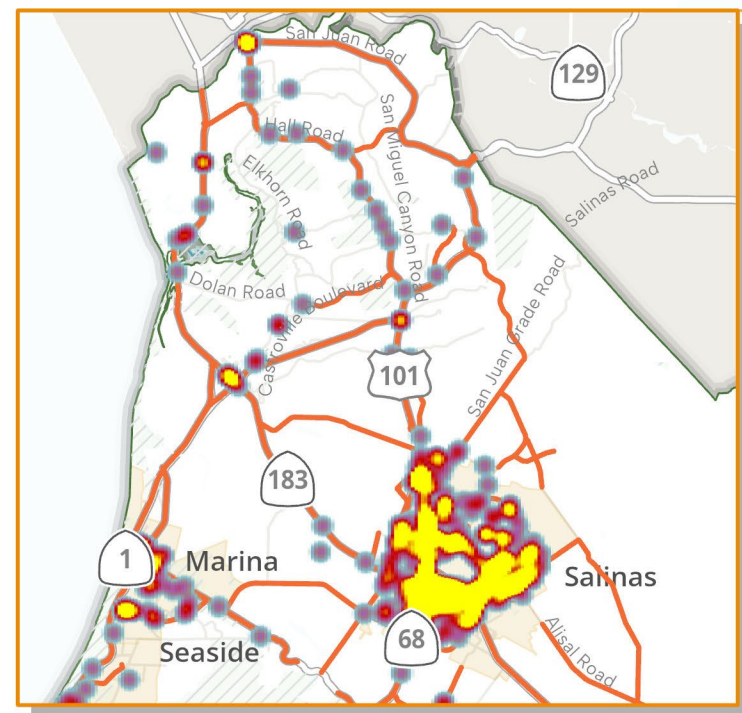 San Juan Road
129
Hall Road
San Miguel Canyon Road
Elkhorn Road
Salinas Road
Dolan Road
Castroville Boulevard
San Juan Grade Road
101
183
1
Marina
Salinas
68
Seaside
Alisal Road